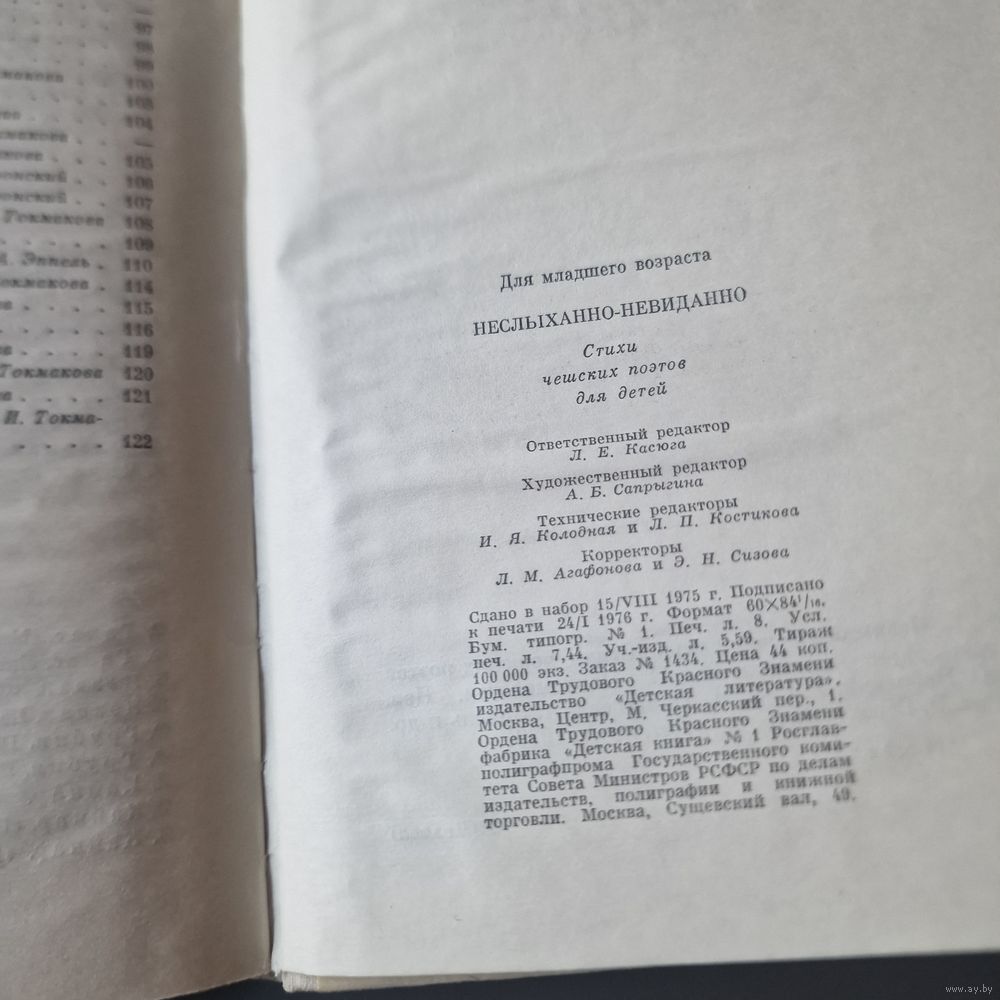 97
98
99
100
103
104
—
105
106
107
Токмакова 108
109
А. Эппель . 110
114
115
116
119
Токмакова 120
121
И. Токма-
122
Для младшего возраста
НЕСЛЫХАННО-НЕВИДАННО
Стихи
чешских поэтов
для детей
Ответственный редактор
Л. Е. Касюга
Художественный редактор
А. Б. Сапрыгина
Технические редакторы
И. Я. Колодная и Л. П. Костикова
Корректоры
Л. М. Агафонова и Э. Н. Сизова
Сдано в набор 15/VIII 1975 г. Подписано
к печати 24/I 1976 г. Формат 60×84¹/₁₆.
Бум. типогр. № 1. Печ. л. 8. Усл.
печ. л. 7,44. Уч.-изд. л. 5,59. Тираж
100 000 экз. Заказ № 1434. Цена 44 коп.
Ордена Трудового Красного Знамени
издательство «Детская литература».
Москва, Центр, М. Черкасский пер., 1.
Ордена Трудового Красного Знамени
фабрика «Детская книга» № 1 Росглав-
полиграфпрома Государственного коми-
тета Совета Министров РСФСР по делам
издательств, полиграфии и книжной
торговли. Москва, Сущевский вал, 49.
www.ay.by